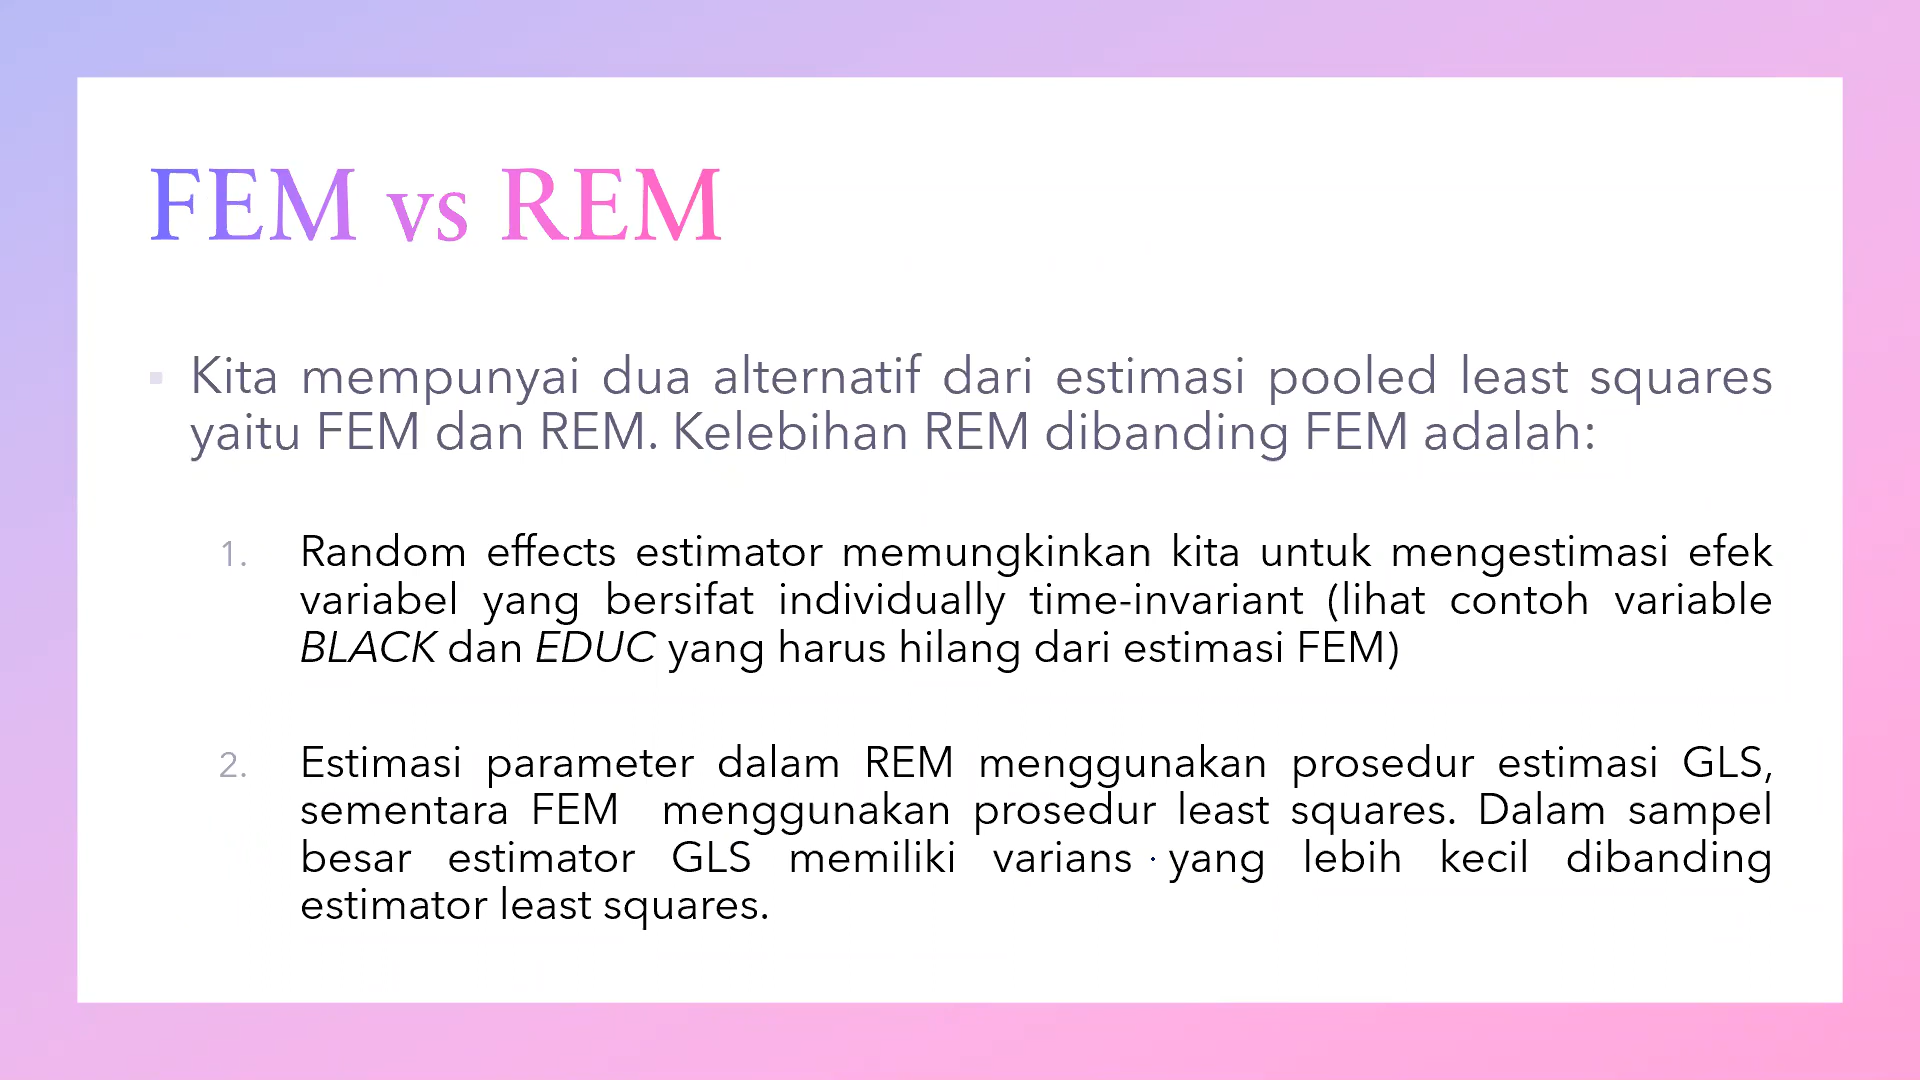 FEM vs REM
▪ Kita mempunyai dua alternatif dari estimasi pooled least squares
yaitu FEM dan REM. Kelebihan REM dibanding FEM adalah:
1. Random effects estimator memungkinkan kita untuk mengestimasi efek
variabel yang bersifat individually time-invariant (lihat contoh variable
BLACK dan EDUC yang harus hilang dari estimasi FEM)
2. Estimasi parameter dalam REM menggunakan prosedur estimasi GLS,
sementara FEM menggunakan prosedur least squares. Dalam sampel
besar estimator GLS memiliki varians yang lebih kecil dibanding
estimator least squares.